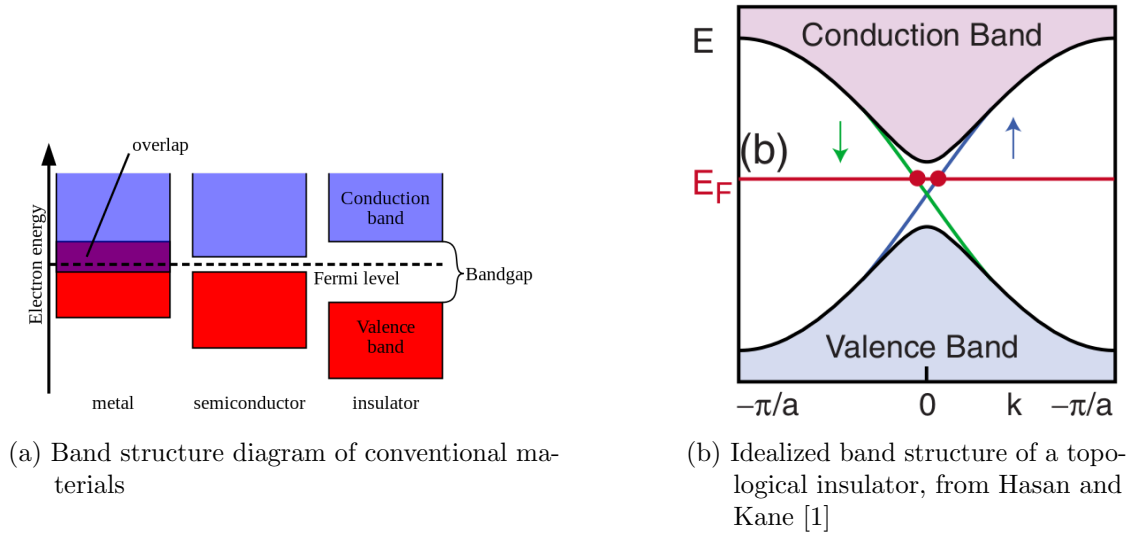 overlap
Electron energy
Conduction
band
Fermi level
Bandgap
Valence
band
metal
semiconductor
insulator
(a) Band structure diagram of conventional ma-
terials
E
Conduction Band
(b)
E_F
Valence Band
−π/a
0
k
−π/a
(b) Idealized band structure of a topo-
logical insulator, from Hasan and
Kane [1]